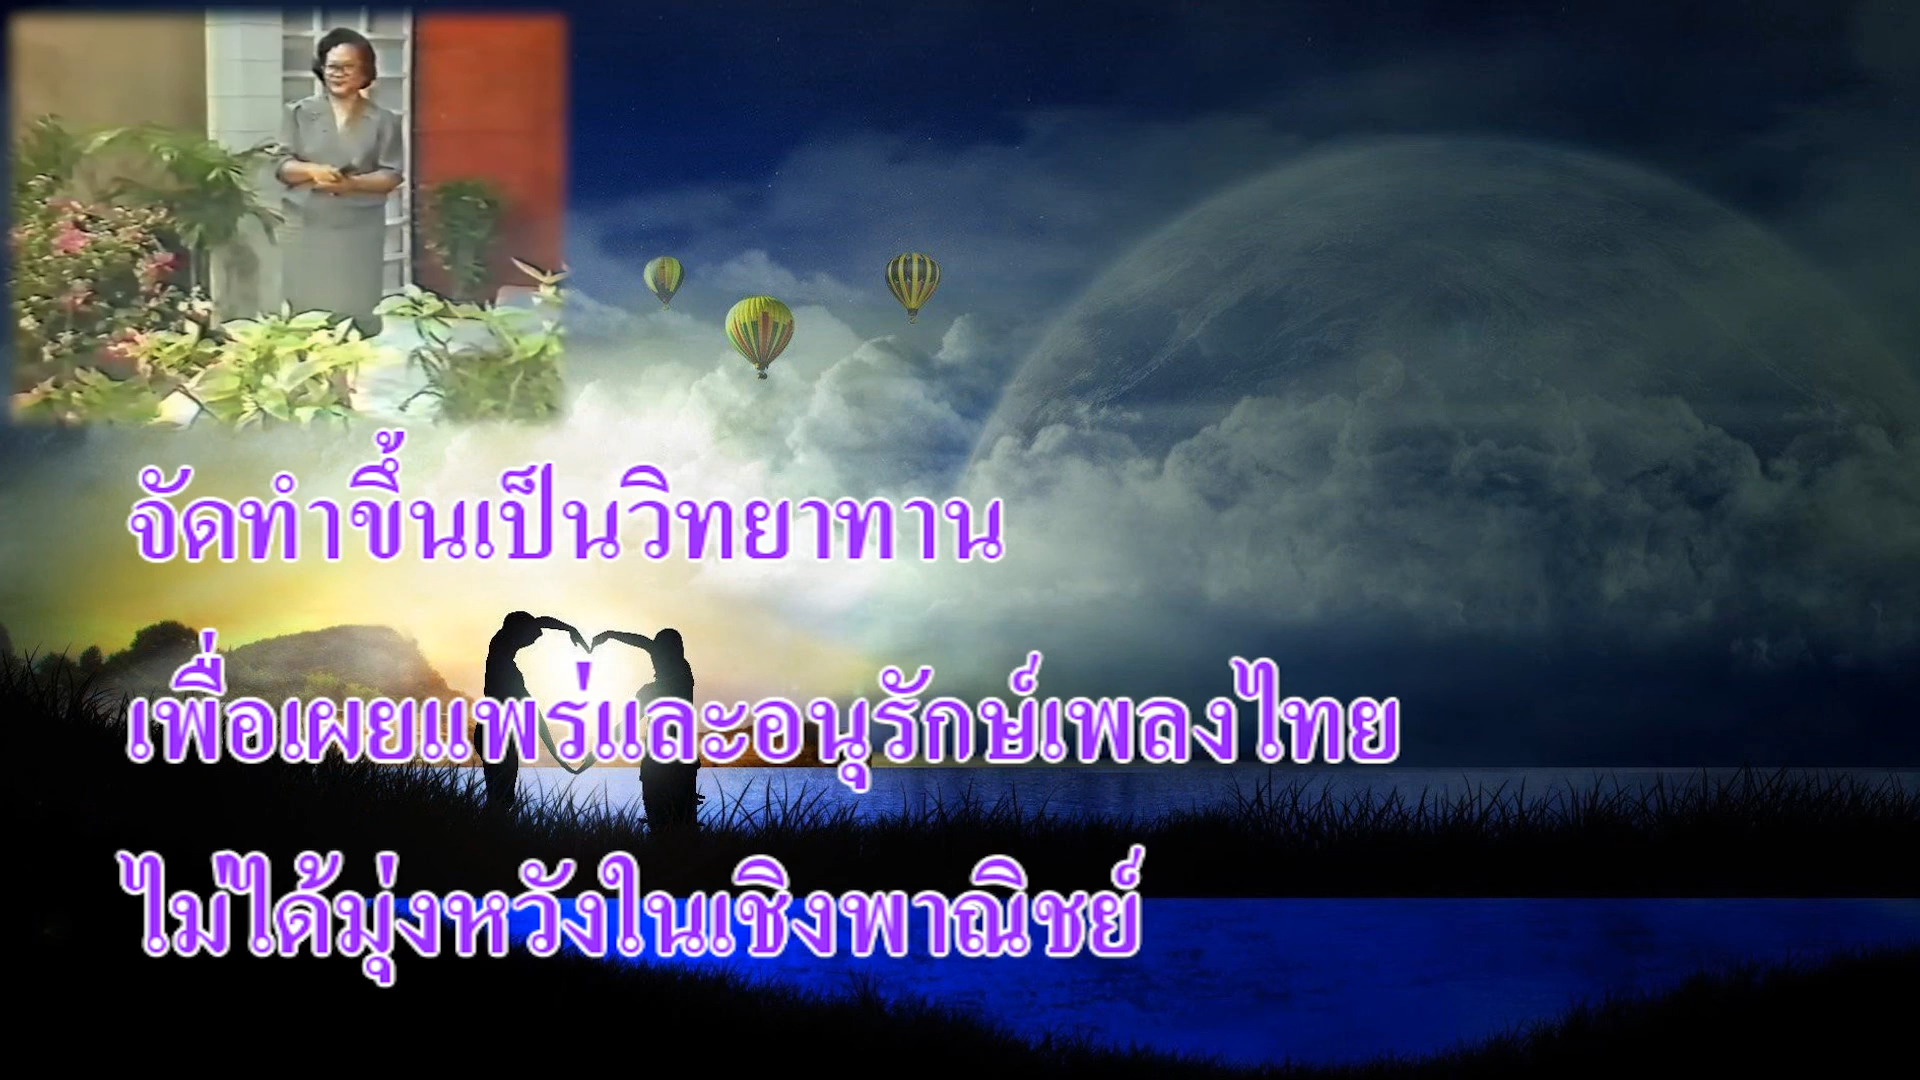 จัดทำขึ้นเป็นวิทยาทาน
เพื่อเผยแพร่และอนุรักษ์เพลงไทย
ไม่ได้มุ่งหวังในเชิงพาณิชย์